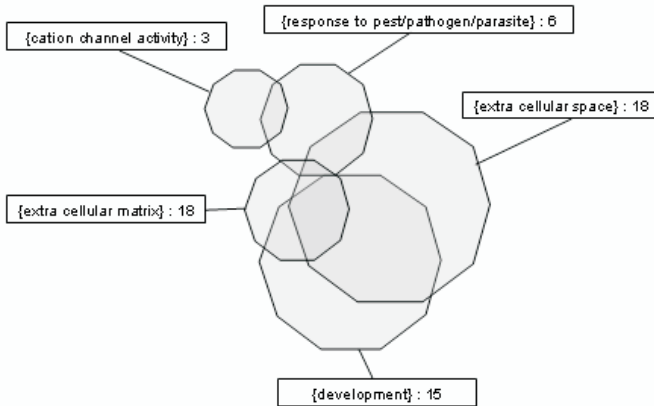 {response to pest/pathogen/parasite} : 6
{cation channel activity} : 3
{extra cellular space} : 18
{extra cellular matrix} : 18
{development} : 15